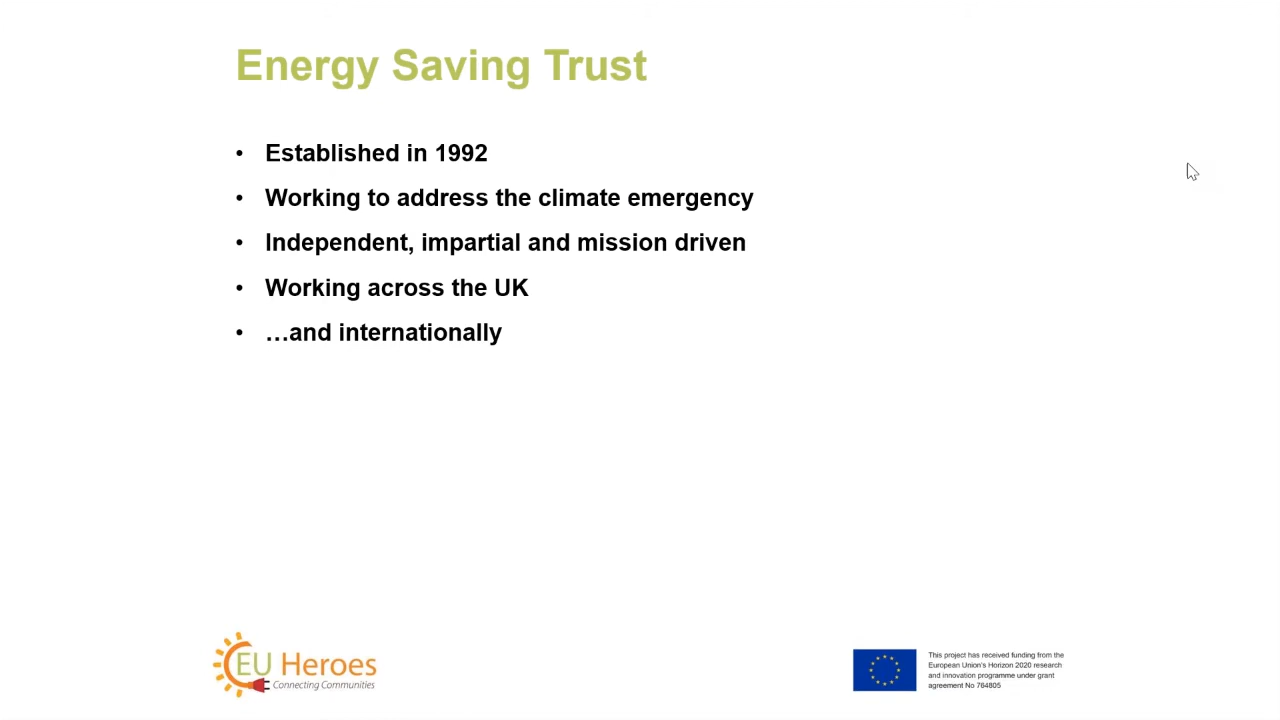 Energy Saving Trust
• Established in 1992
• Working to address the climate emergency
• Independent, impartial and mission driven
• Working across the UK
• …and internationally
EU Heroes
Connecting Communities
This project has received funding from the
European Union's Horizon 2020 research
and innovation programme under grant
agreement No 764805